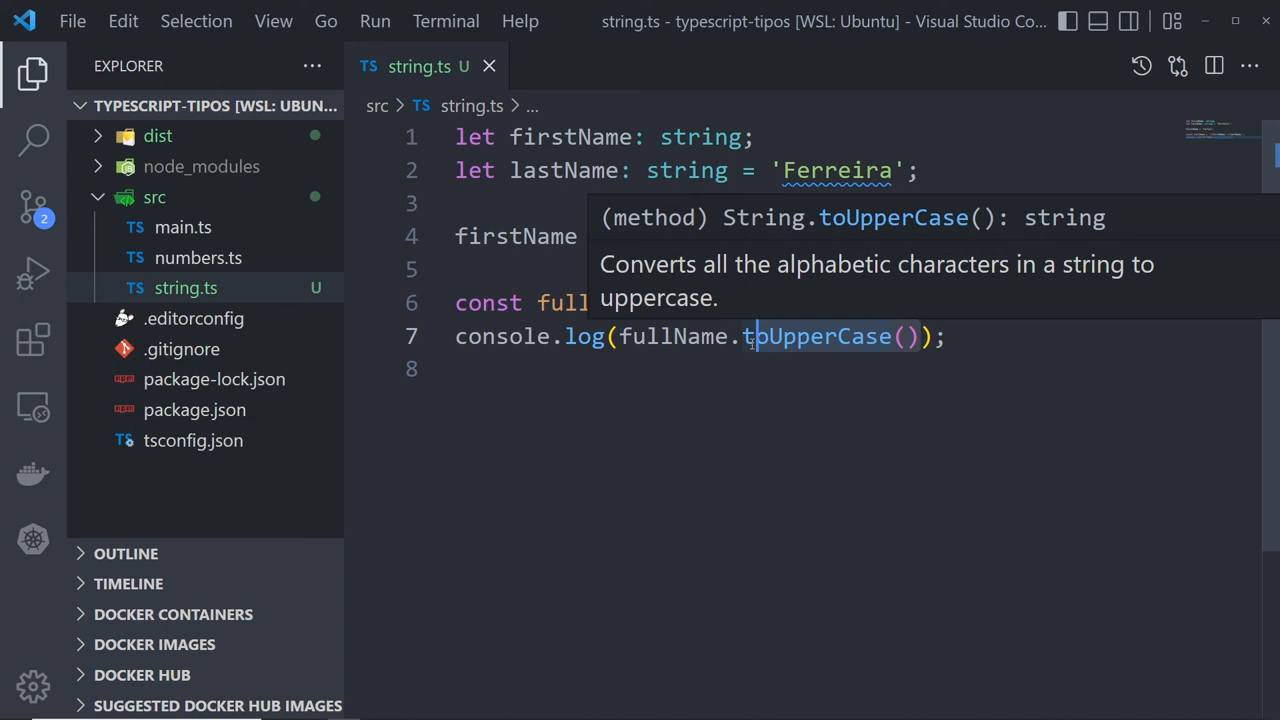 File Edit Selection View Go Run Terminal Help string.ts - typescript-tipos [WSL: Ubuntu] - Visual Studio Co...
EXPLORER ...
TYPESCRIPT-TIPOS [WSL: UBUN...
dist
node_modules
src
TS main.ts
TS numbers.ts
TS string.ts U
.editorconfig
.gitignore
package-lock.json
package.json
TS tsconfig.json
OUTLINE
TIMELINE
DOCKER CONTAINERS
DOCKER IMAGES
DOCKER HUB
SUGGESTED DOCKER HUB IMAGES
2
TS string.ts U
src > TS string.ts > ...
1 let firstName: string;
2 let lastName: string = 'Ferreira';
3
4 firstName
5
6 const full
7 console.log(fullName.toUpperCase());
8
(method) String.toUpperCase(): string
Converts all the alphabetic characters in a string to
uppercase.